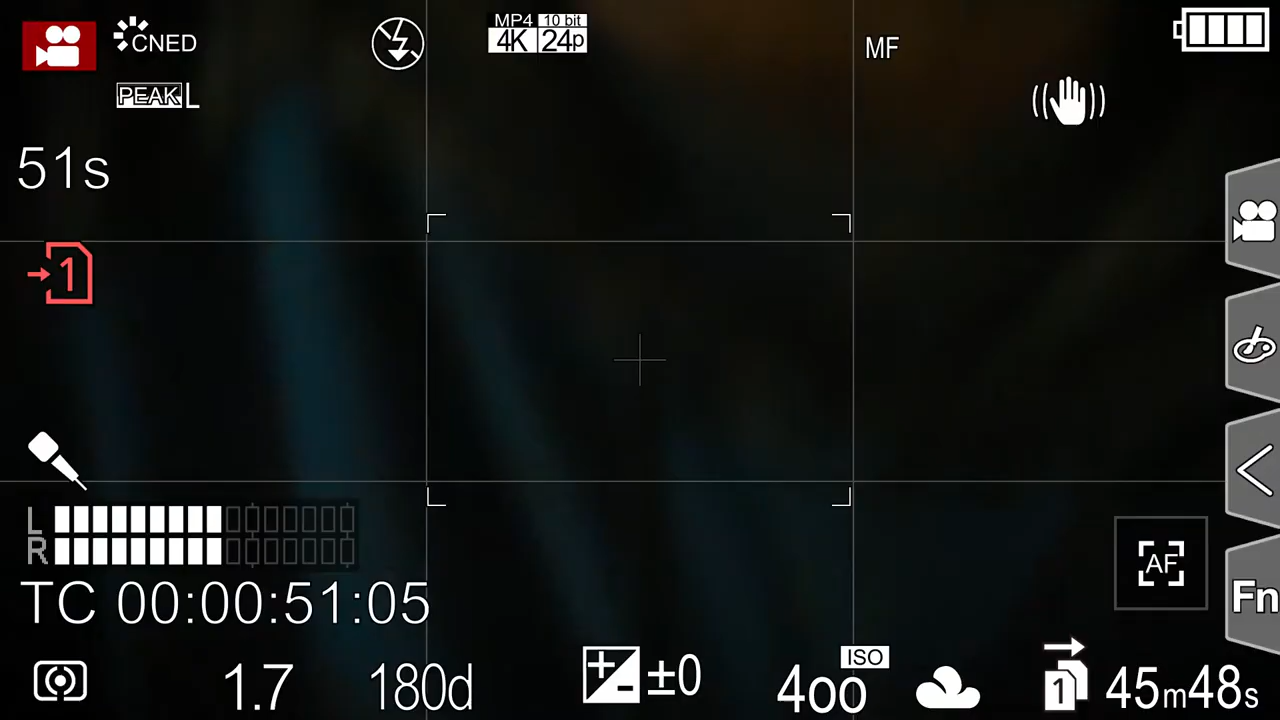 CNED
MP4 10 bit
4K 24p
MF
PEAK L
51s
1
L
R
AF
TC 00:00:51:05
Fn
1.7 180d ±0 ISO 400 1 45m48s